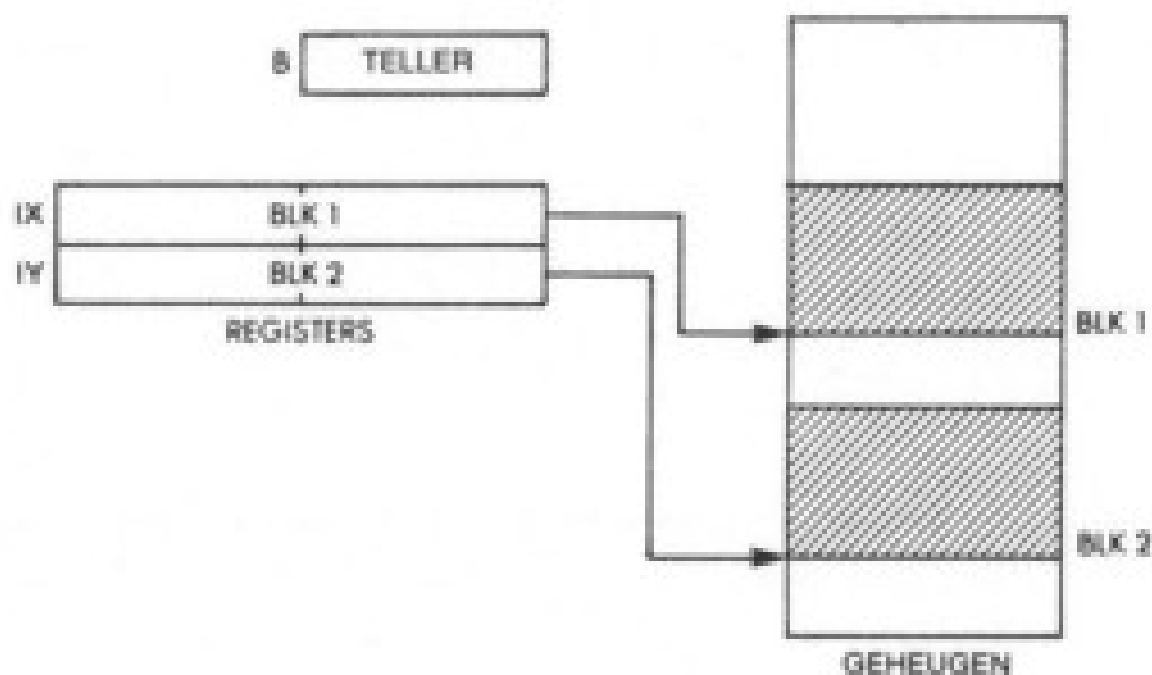 B TELLER
IX BLK 1
IY BLK 2
REGISTERS
BLK 1
BLK 2
GEHEUGEN